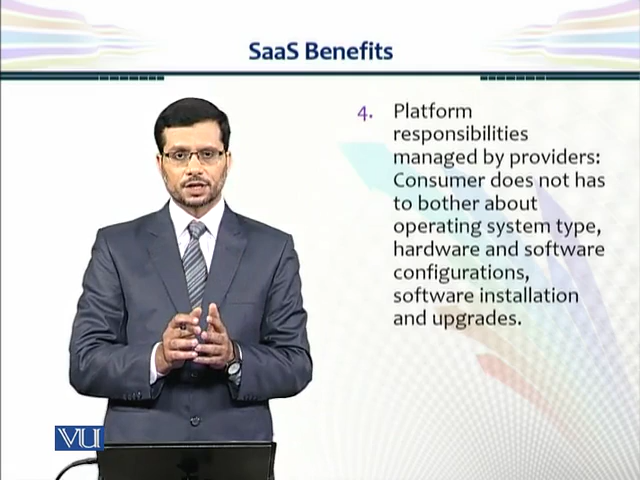 SaaS Benefits
4. Platform
responsibilities
managed by providers:
Consumer does not has
to bother about
operating system type,
hardware and software
configurations,
software installation
and upgrades.
VU